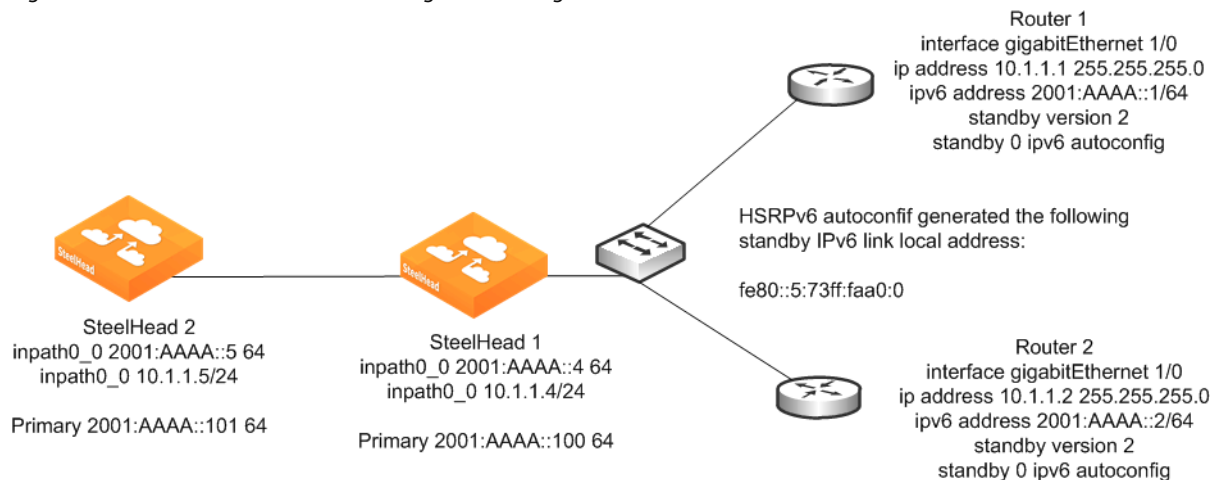 Router 1
interface gigabitEthernet 1/0
ip address 10.1.1.1 255.255.255.0
ipv6 address 2001:AAAA::1/64
standby version 2
standby 0 ipv6 autoconfig
HSRPv6 autoconfif generated the following
standby IPv6 link local address:
fe80::5:73ff:faa0:0
SteelHead
SteelHead
SteelHead 2
inpath0_0 2001:AAAA::5 64
inpath0_0 10.1.1.5/24
Primary 2001:AAAA::101 64
SteelHead 1
inpath0_0 2001:AAAA::4 64
inpath0_0 10.1.1.4/24
Primary 2001:AAAA::100 64
Router 2
interface gigabitEthernet 1/0
ip address 10.1.1.2 255.255.255.0
ipv6 address 2001:AAAA::2/64
standby version 2
standby 0 ipv6 autoconfig